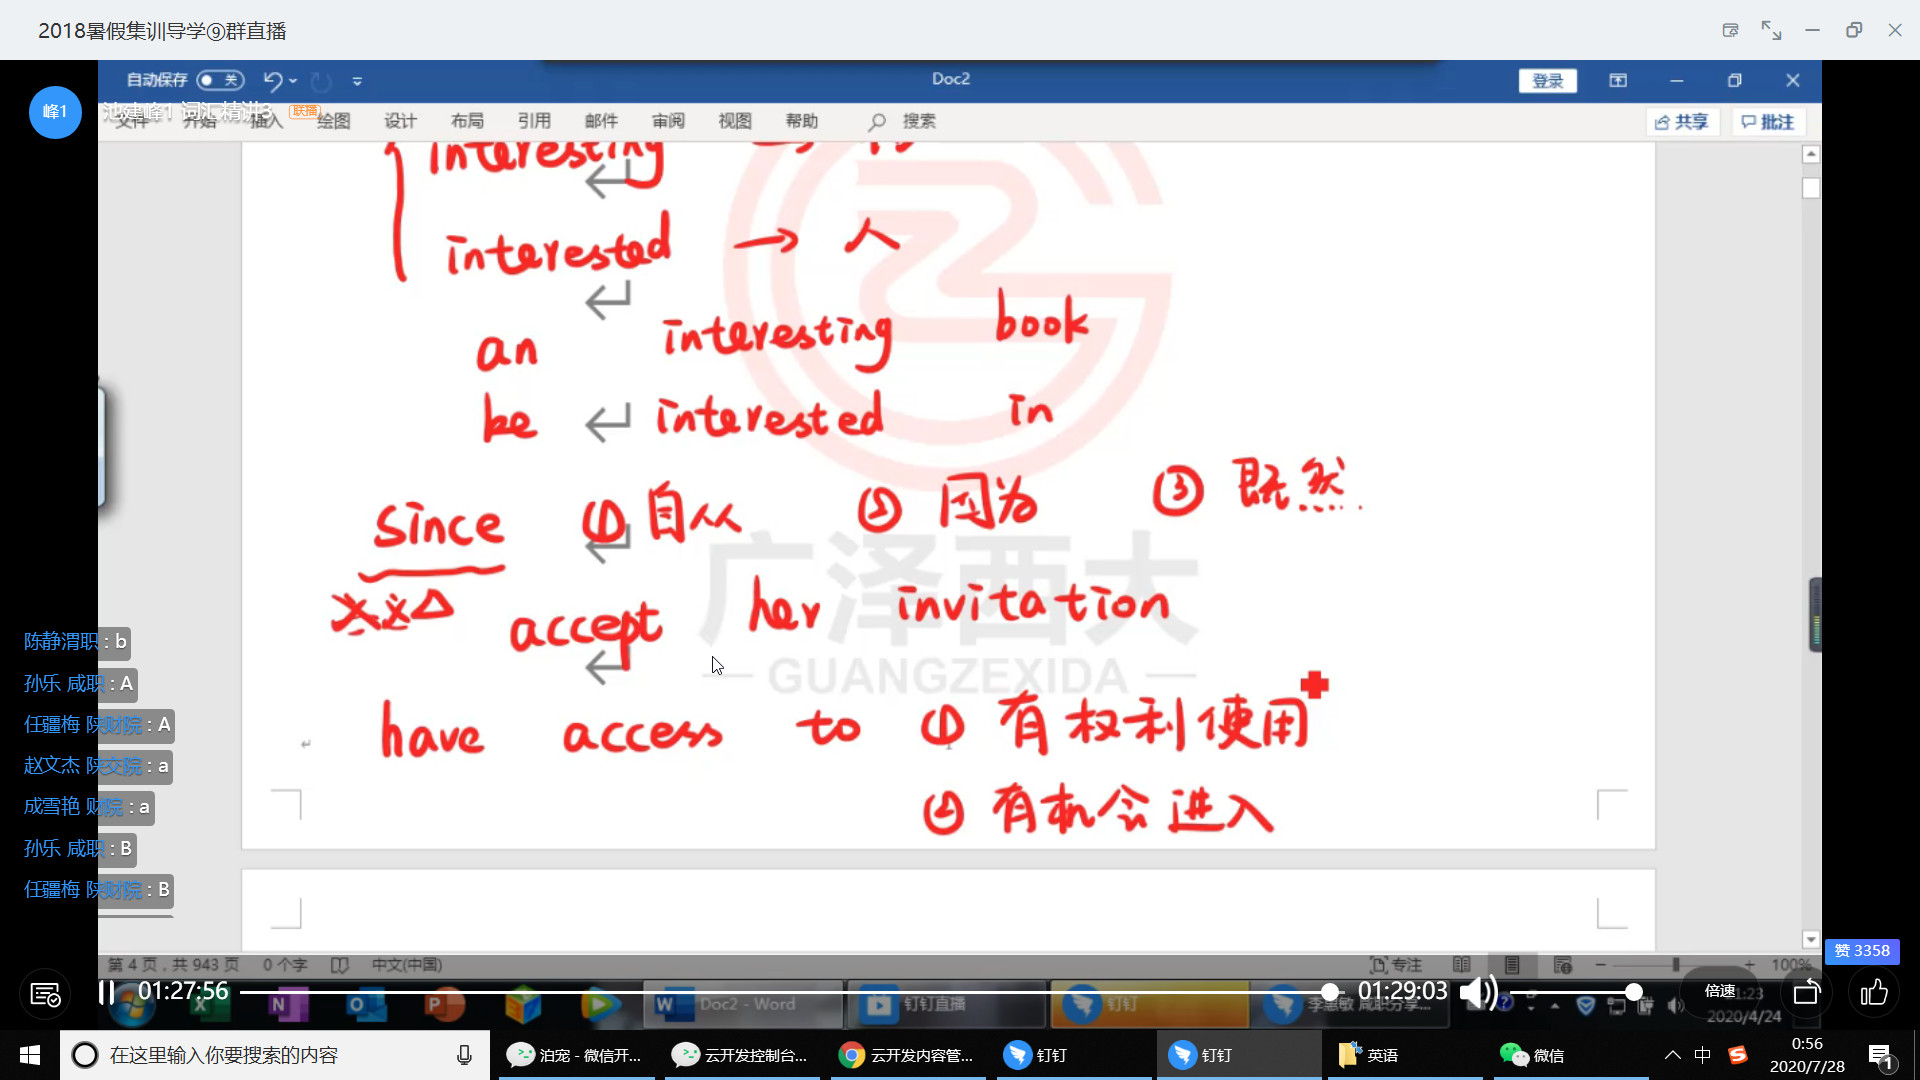 2018暑假集训导学⑨群直播
自动保存 关
Doc2
登录
峰1
池建峰1 词汇精讲3 联播
文件 开始 插入 绘图 设计 布局 引用 邮件 审阅 视图 帮助 搜索
共享 批注
interesting →
interested → 人
an interesting book
be interested in
since ① 自从 ② 因为 ③ 既然
accept her invitation
have access to ① 有权利使用
② 有机会进入
广泽西大
GUANGZEXIDA
陈静渭职 : b
孙乐 咸职 : A
任疆梅 陕财院 : A
赵文杰 陕交院 : a
成雪艳 财院 : a
孙乐 咸职 : B
任疆梅 陕财院 : B
赞 3358
第 4 页，共 943 页 0 个字 中文(中国)
专注 100%
01:27:56
01:29:03
倍速
Doc2 - Word
钉钉直播
钉钉
1:23
2020/4/24
在这里输入你要搜索的内容
泊宠 - 微信开...
云开发控制台...
云开发内容管...
钉钉
钉钉
英语
微信
中
0:56
2020/7/28
1